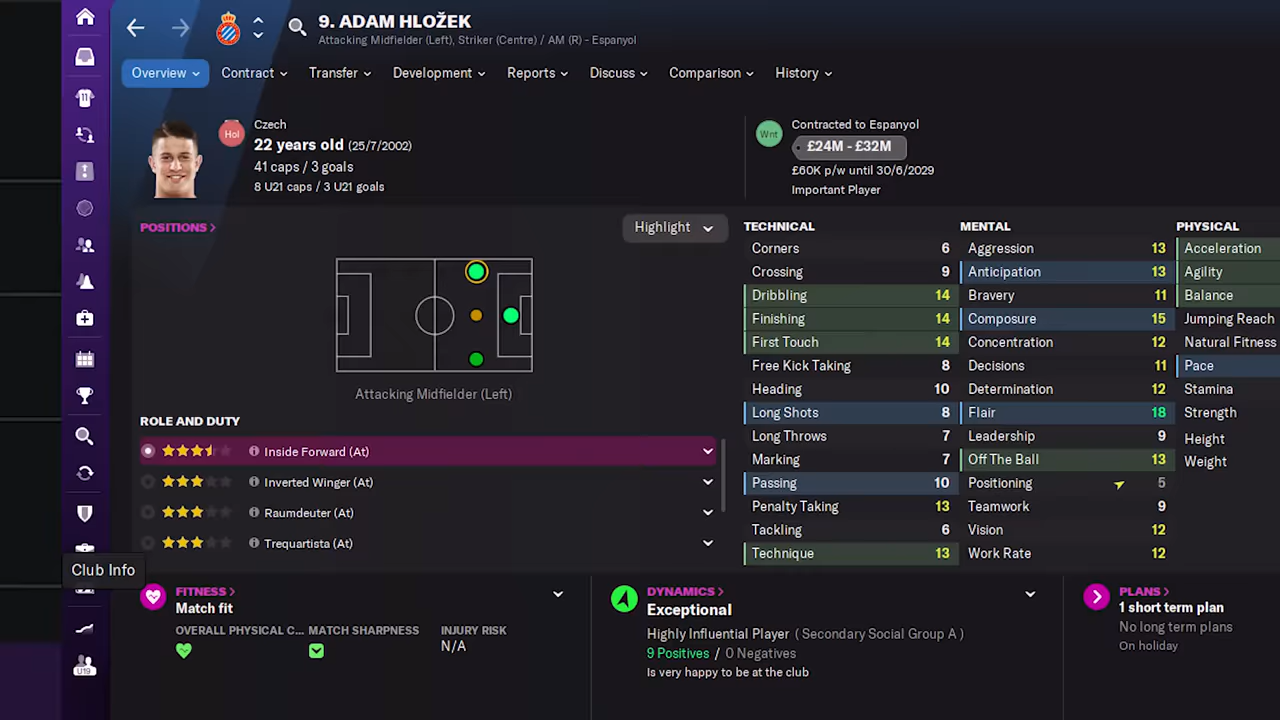 9. ADAM HLOŽEK
Attacking Midfielder (Left), Striker (Centre) / AM (R) - Espanyol
Overview Contract Transfer Development Reports Discuss Comparison History
Hol
Czech
22 years old (25/7/2002)
41 caps / 3 goals
8 U21 caps / 3 U21 goals
Wnt
Contracted to Espanyol
£24M - £32M
£60K p/w until 30/6/2029
Important Player
POSITIONS >
Highlight
Attacking Midfielder (Left)
ROLE AND DUTY
Inside Forward (At)
Inverted Winger (At)
Raumdeuter (At)
Trequartista (At)
TECHNICAL
Corners 6
Crossing 9
Dribbling 14
Finishing 14
First Touch 14
Free Kick Taking 8
Heading 10
Long Shots 8
Long Throws 7
Marking 7
Passing 10
Penalty Taking 13
Tackling 6
Technique 13
MENTAL
Aggression 13
Anticipation 13
Bravery 11
Composure 15
Concentration 12
Decisions 11
Determination 12
Flair 18
Leadership 9
Off The Ball 13
Positioning 5
Teamwork 9
Vision 12
Work Rate 12
PHYSICAL
Acceleration
Agility
Balance
Jumping Reach
Natural Fitness
Pace
Stamina
Strength
Height
Weight
11
Club Info
U19
FITNESS >
Match fit
OVERALL PHYSICAL C... MATCH SHARPNESS INJURY RISK
N/A
DYNAMICS >
Exceptional
Highly Influential Player ( Secondary Social Group A )
9 Positives / 0 Negatives
Is very happy to be at the club
PLANS >
1 short term plan
No long term plans
On holiday